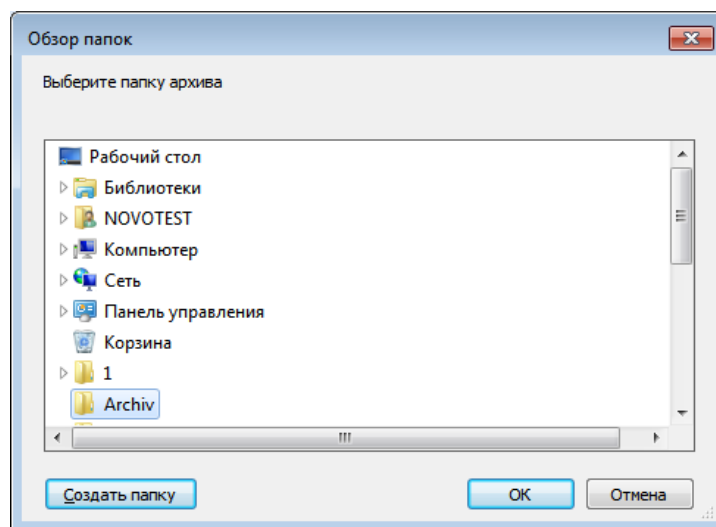 Обзор папок
Выберите папку архива
Рабочий стол
Библиотеки
NOVOTEST
Компьютер
Сеть
Панель управления
Корзина
1
Archiv
Создать папку
OK
Отмена